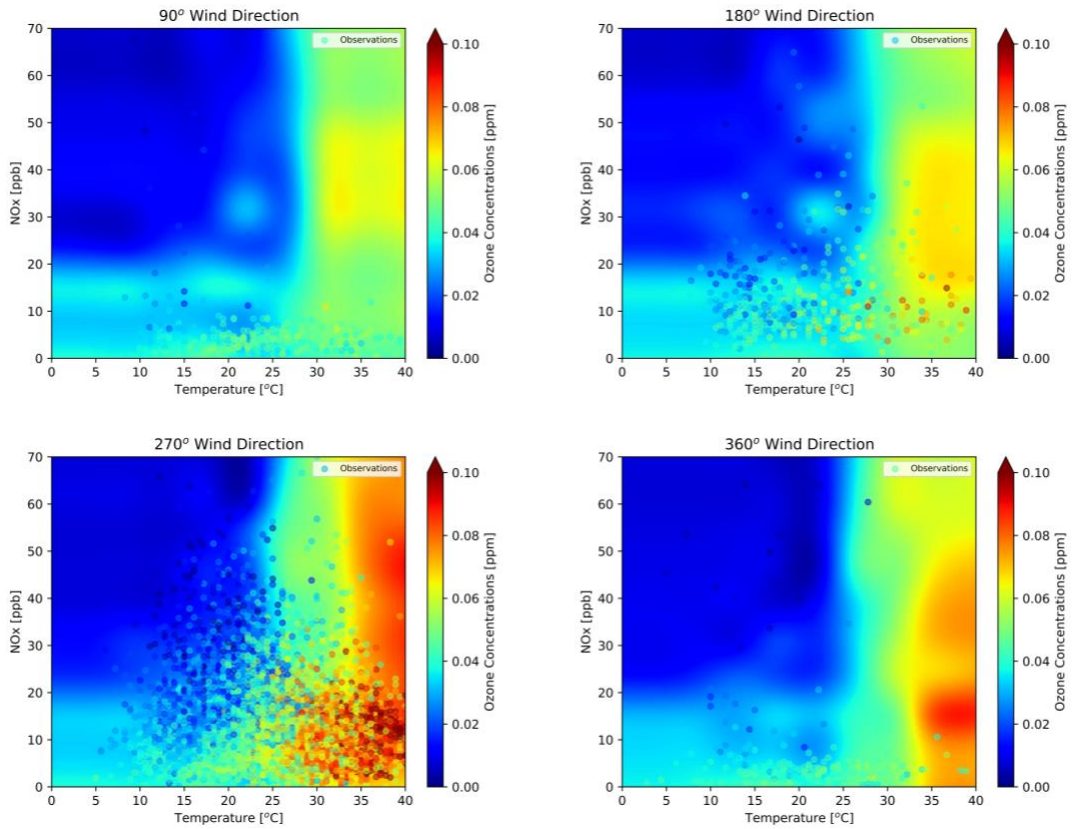 90° Wind Direction
Observations
NOx [ppb]
70
60
50
40
30
20
10
0
0 5 10 15 20 25 30 35 40
Temperature [°C]
0.10
0.08
0.06
0.04
0.02
0.00
Ozone Concentrations [ppm]
180° Wind Direction
Observations
NOx [ppb]
70
60
50
40
30
20
10
0
0 5 10 15 20 25 30 35 40
Temperature [°C]
0.10
0.08
0.06
0.04
0.02
0.00
Ozone Concentrations [ppm]
270° Wind Direction
Observations
NOx [ppb]
70
60
50
40
30
20
10
0
0 5 10 15 20 25 30 35 40
Temperature [°C]
0.10
0.08
0.06
0.04
0.02
0.00
Ozone Concentrations [ppm]
360° Wind Direction
Observations
NOx [ppb]
70
60
50
40
30
20
10
0
0 5 10 15 20 25 30 35 40
Temperature [°C]
0.10
0.08
0.06
0.04
0.02
0.00
Ozone Concentrations [ppm]